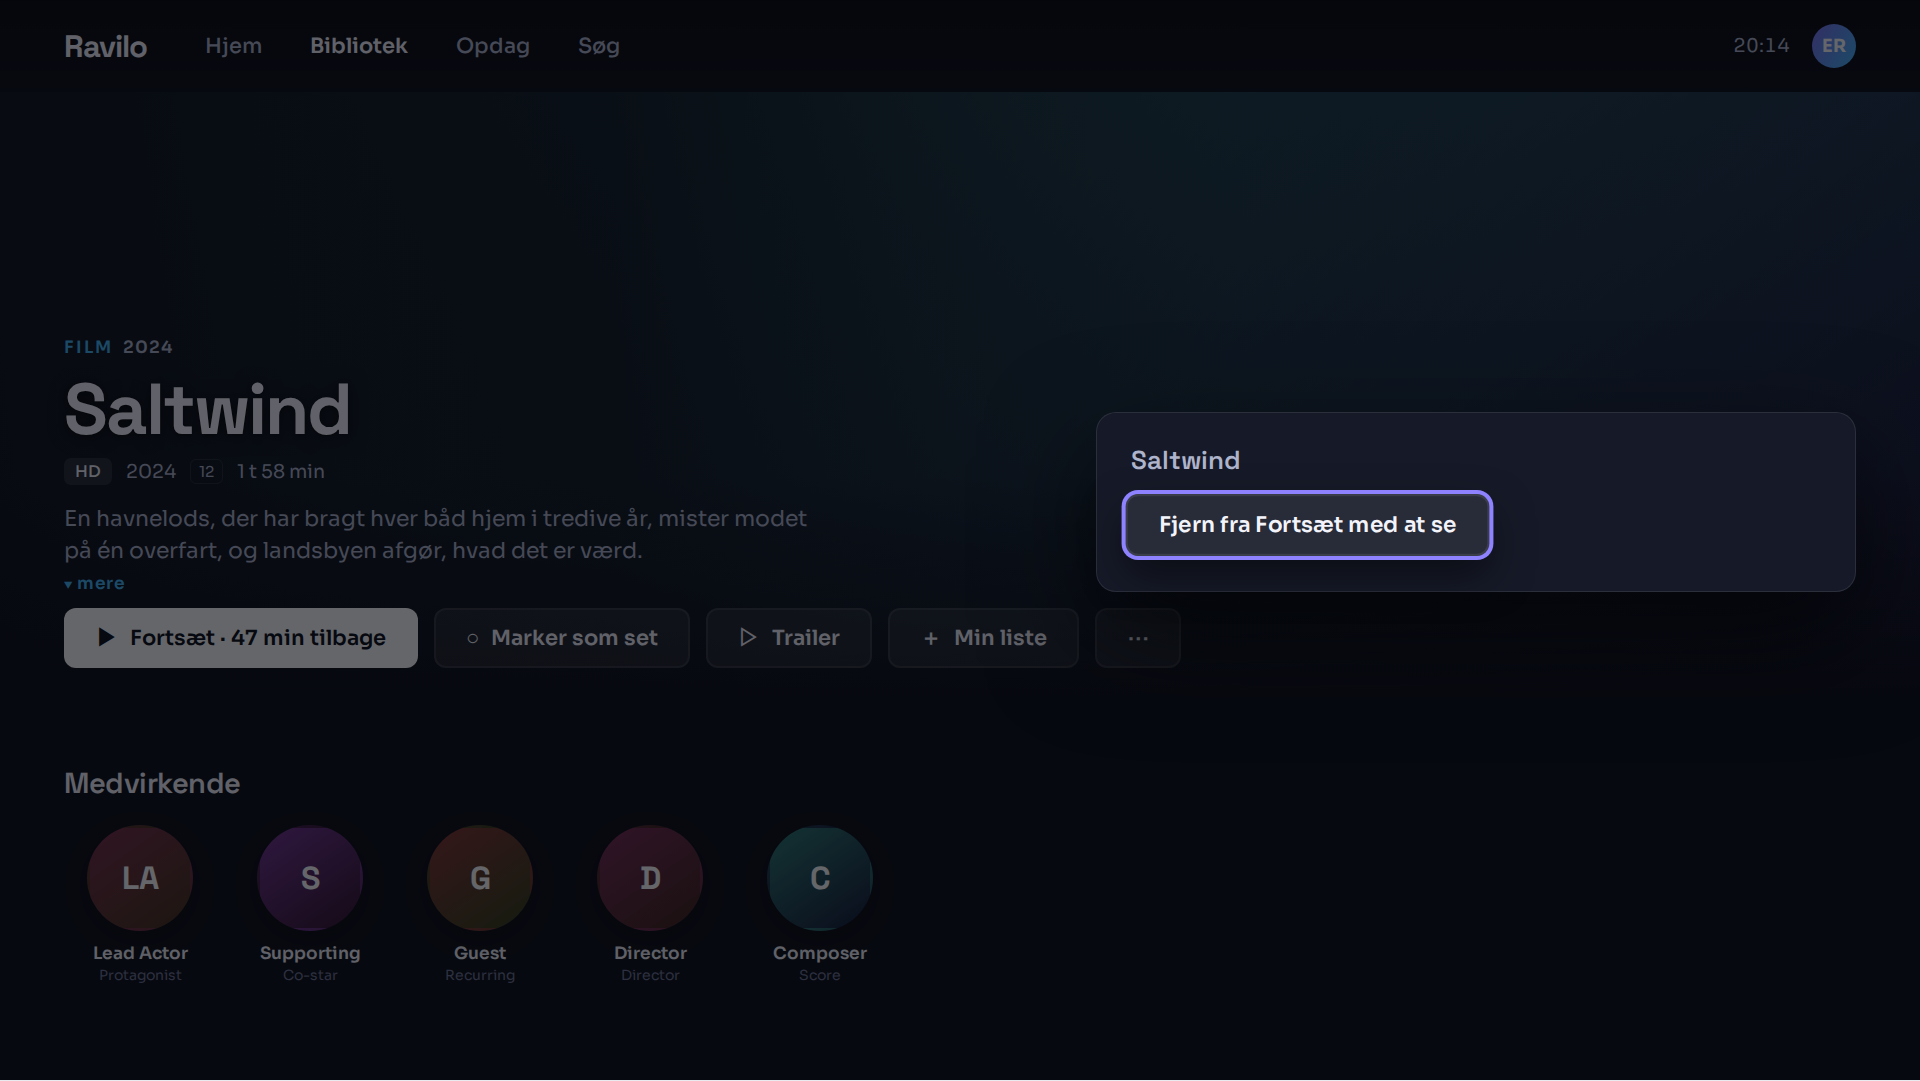 Ravilo
Hjem
Bibliotek
Opdag
Søg
20:14
ER
FILM 2024
Saltwind
HD 2024 12 1 t 58 min
En havnelods, der har bragt hver båd hjem i tredive år, mister modet
på én overfart, og landsbyen afgør, hvad det er værd.
▾ mere
Saltwind
Fjern fra Fortsæt med at se
▶ Fortsæt · 47 min tilbage
○ Marker som set
▷ Trailer
+ Min liste
···
Medvirkende
LA
S
G
D
C
Lead Actor
Protagonist
Supporting
Co-star
Guest
Recurring
Director
Director
Composer
Score